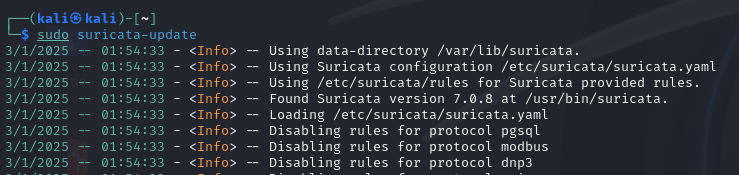 ┌──(kali㉿kali)-[~]
└─$ sudo suricata-update
3/1/2025 -- 01:54:33 - <Info> -- Using data-directory /var/lib/suricata.
3/1/2025 -- 01:54:33 - <Info> -- Using Suricata configuration /etc/suricata/suricata.yaml
3/1/2025 -- 01:54:33 - <Info> -- Using /etc/suricata/rules for Suricata provided rules.
3/1/2025 -- 01:54:33 - <Info> -- Found Suricata version 7.0.8 at /usr/bin/suricata.
3/1/2025 -- 01:54:33 - <Info> -- Loading /etc/suricata/suricata.yaml
3/1/2025 -- 01:54:33 - <Info> -- Disabling rules for protocol pgsql
3/1/2025 -- 01:54:33 - <Info> -- Disabling rules for protocol modbus
3/1/2025 -- 01:54:33 - <Info> -- Disabling rules for protocol dnp3